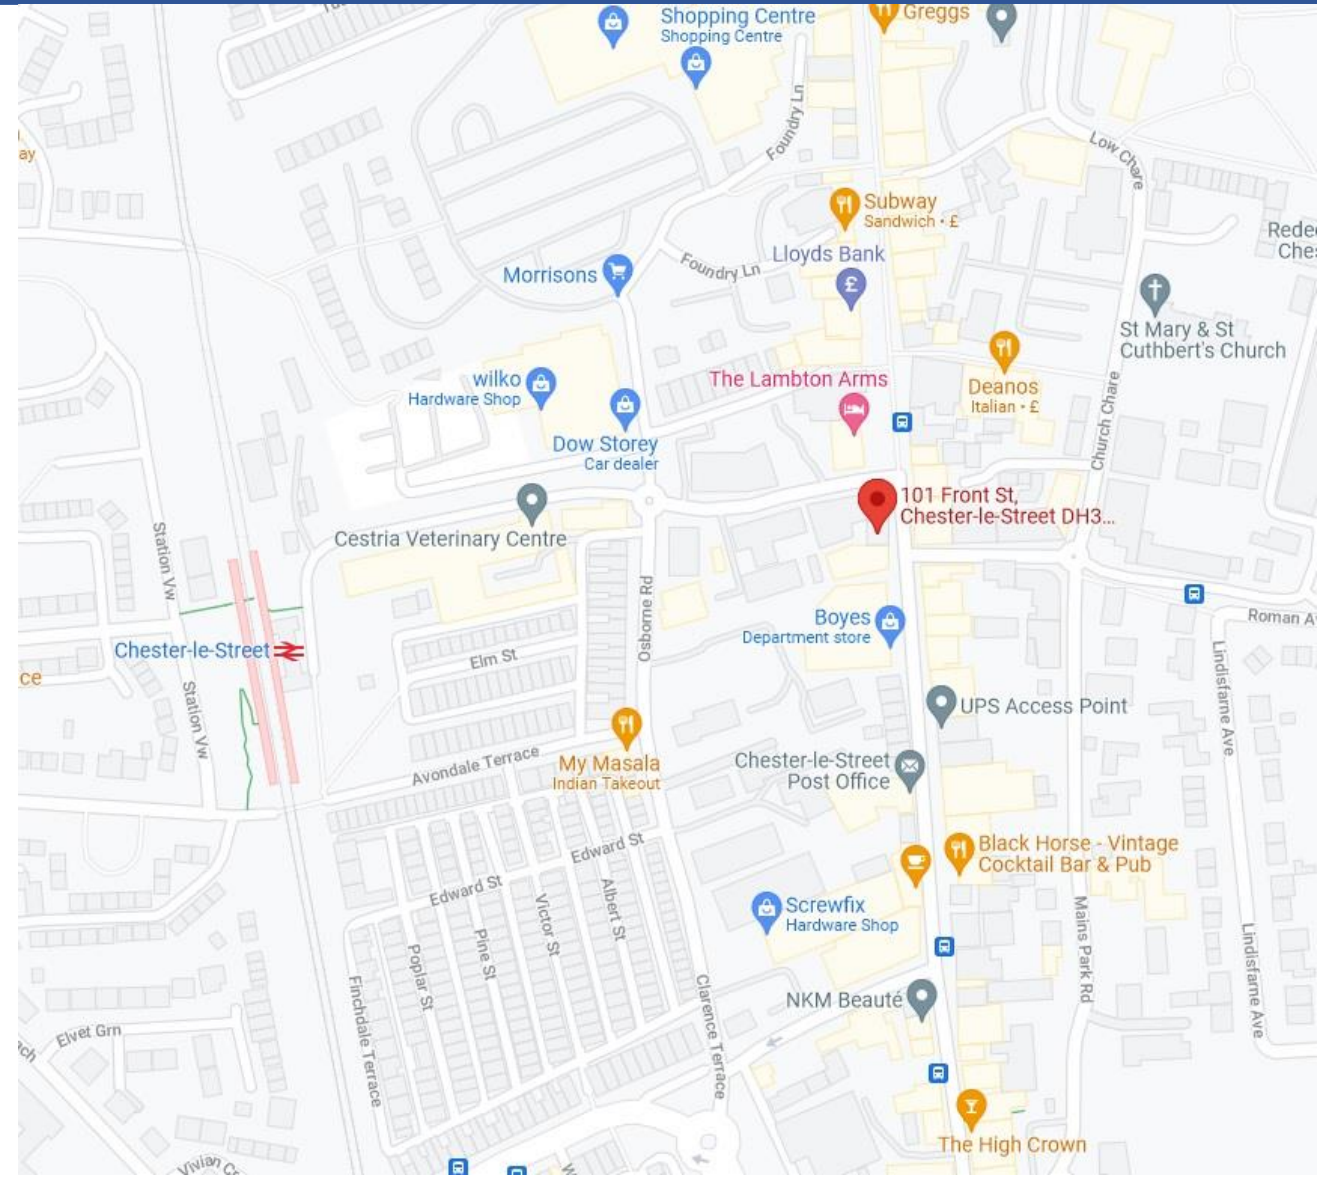 Shopping Centre
Shopping Centre
Greggs
Foundry Ln
Low Chare
ay
Subway
Sandwich · £
Lloyds Bank
£
Foundry Ln
Morrisons
St Mary & St
Cuthbert's Church
wilko
Hardware Shop
The Lambton Arms
Deanos
Italian · £
Church Chare
Dow Storey
Car dealer
101 Front St,
Chester-le-Street DH3...
Cestria Veterinary Centre
Station Vw
Osborne Rd
Boyes
Department store
Roman A
Chester-le-Street
Elm St
ce
Station Vw
Lindisfarne Ave
UPS Access Point
Avondale Terrace
My Masala
Indian Takeout
Chester-le-Street
Post Office
Edward St
Black Horse - Vintage
Cocktail Bar & Pub
Edward St
Albert St
Victor St
Screwfix
Hardware Shop
Pine St
Poplar St
Mains Park Rd
Lindisfarne Ave
Finchdale Terrace
NKM Beauté
Clarence Terrace
Elvet Grn
The High Crown
Vivian C